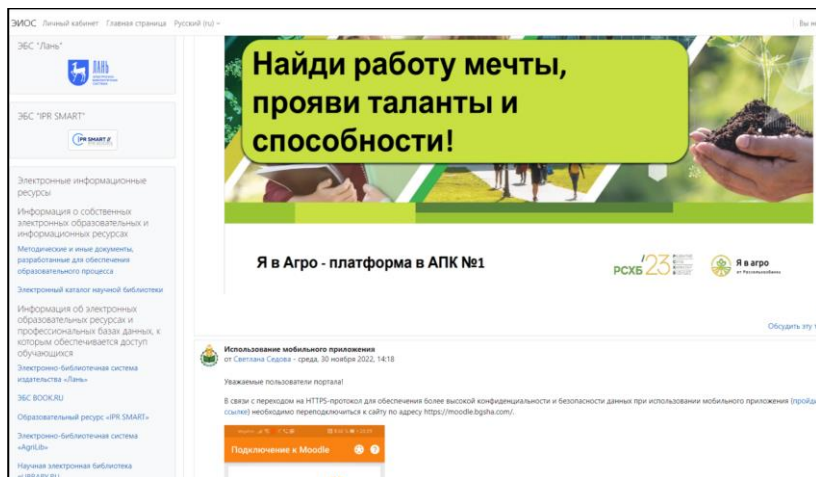 ЭИОС Личный кабинет Главная страница Русский (ru)
ЭБС "Лань"
ЛАНЬ
ЭБС "IPR SMART"
IPR SMART
Электронные информационные
ресурсы
Информация о собственных
электронных образовательных и
информационных ресурсах
Методические и иные документы,
разработанные для обеспечения
образовательного процесса
Электронный каталог научной библиотеки
Информация об электронных
образовательных ресурсах и
профессиональных базах данных, к
которым обеспечивается доступ
обучающихся
Электронно-библиотечная система
издательства «Лань»
ЭБС BOOK.RU
Образовательный ресурс «IPR SMART»
Электронно-библиотечная система
«AgriLib»
Научная электронная библиотека
Найди работу мечты,
прояви таланты и
способности!
Я в Агро - платформа в АПК №1
РСХБ 23
Я в агро
от Россельхозбанка
Обсудить эту
Использование мобильного приложения
от Светлана Седова - среда, 30 ноября 2022, 14:18
Уважаемые пользователи портала!
В связи с переходом на HTTPS-протокол для обеспечения более высокой конфиденциальности и безопасности данных при использовании мобильного приложения
ссылке) необходимо переподключиться к сайту по адресу https://moodle.bgsha.com/.
Подключение к Moodle